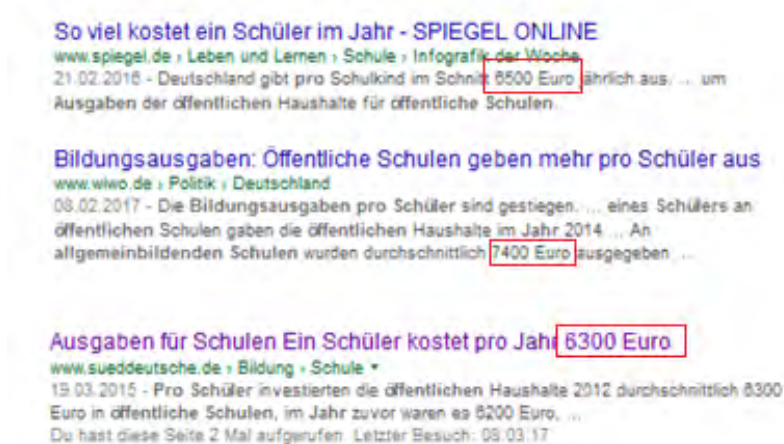 So viel kostet ein Schüler im Jahr - SPIEGEL ONLINE
www.spiegel.de › Leben und Lernen › Schule › Infografik der Woche
21.02.2016 - Deutschland gibt pro Schulkind im Schnitt 6500 Euro jährlich aus. ... um
Ausgaben der öffentlichen Haushalte für öffentliche Schulen.
Bildungsausgaben: Öffentliche Schulen geben mehr pro Schüler aus
www.wiwo.de › Politik › Deutschland
08.02.2017 - Die Bildungsausgaben pro Schüler sind gestiegen. ... eines Schülers an
öffentlichen Schulen gaben die öffentlichen Haushalte im Jahr 2014 ... An
allgemeinbildenden Schulen wurden durchschnittlich 7400 Euro ausgegeben ...
Ausgaben für Schulen Ein Schüler kostet pro Jahr 6300 Euro
www.sueddeutsche.de › Bildung › Schule
19.03.2015 - Pro Schüler investierten die öffentlichen Haushalte 2012 durchschnittlich 6300
Euro in öffentliche Schulen, im Jahr zuvor waren es 6200 Euro. ...
Du hast diese Seite 2 Mal aufgerufen. Letzter Besuch: 08.03.17